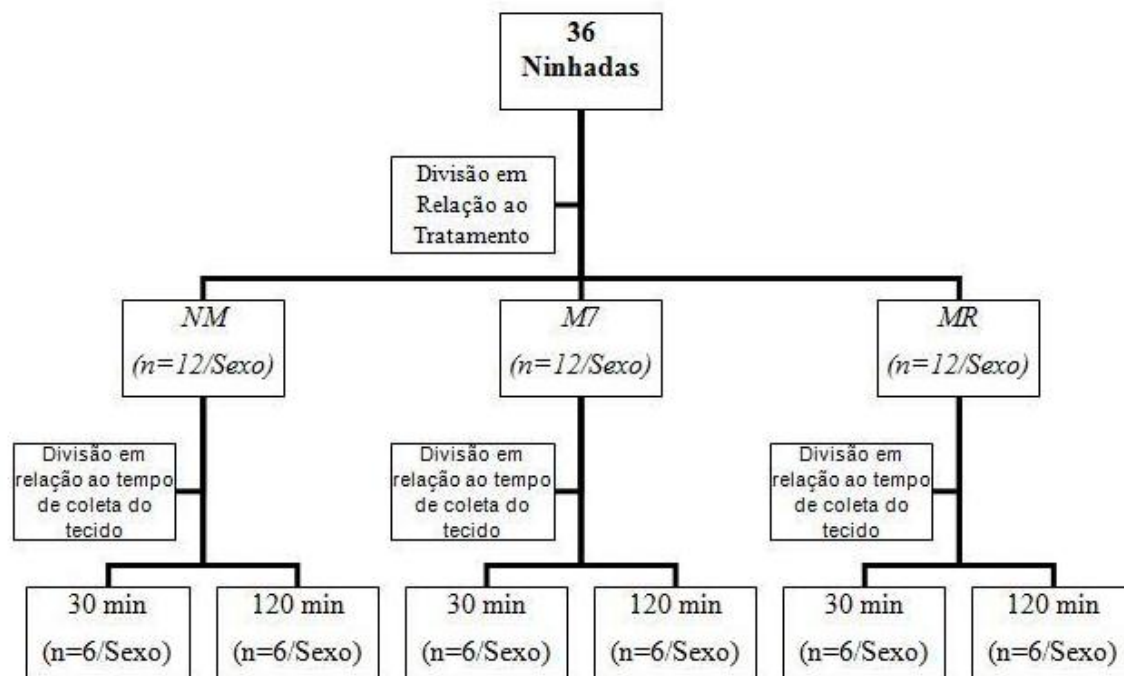 36
Ninhadas
Divisão em
Relação ao
Tratamento
NM
(n=12/Sexo)
M7
(n=12/Sexo)
MR
(n=12/Sexo)
Divisão em
relação ao tempo
de coleta do
tecido
Divisão em
relação ao tempo
de coleta do
tecido
Divisão em
relação ao tempo
de coleta do
tecido
30 min
(n=6/Sexo)
120 min
(n=6/Sexo)
30 min
(n=6/Sexo)
120 min
(n=6/Sexo)
30 min
(n=6/Sexo)
120 min
(n=6/Sexo)